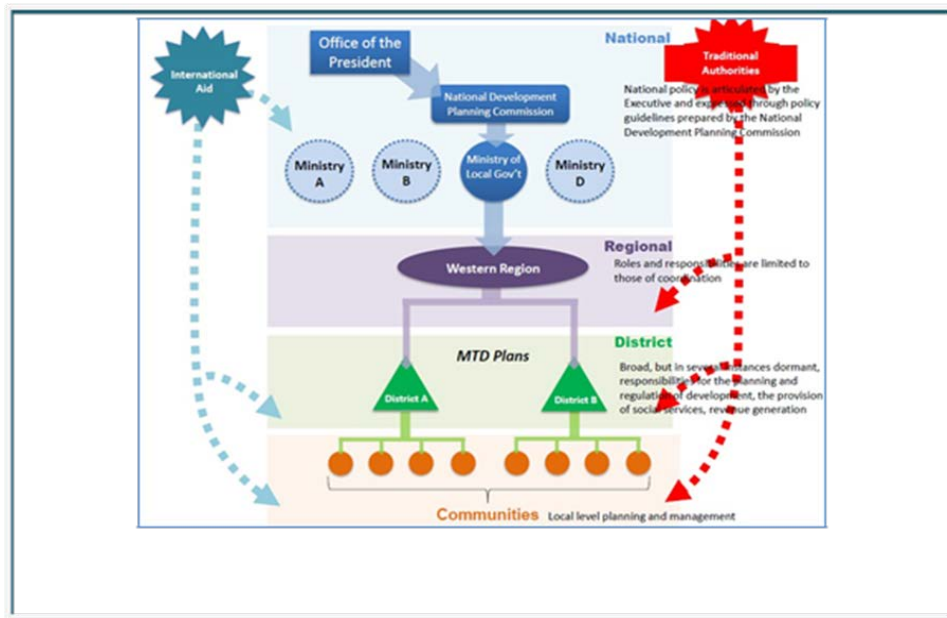 International
Aid
Office of the
President
National
Traditional
Authorities
National policy is articulated by the
Executive and expressed through policy
guidelines prepared by the National
Development Planning Commission
National Development
Planning Commission
Ministry
A
Ministry
B
Ministry of
Local Gov't
Ministry
D
Regional
Roles and responsibilities are limited to
those of coordination
Western Region
District
MTD Plans
Broad, but in several instances dormant,
responsibilities for the planning and
regulation of development, the provision
of social services, revenue generation
District A
District B
Communities Local level planning and management